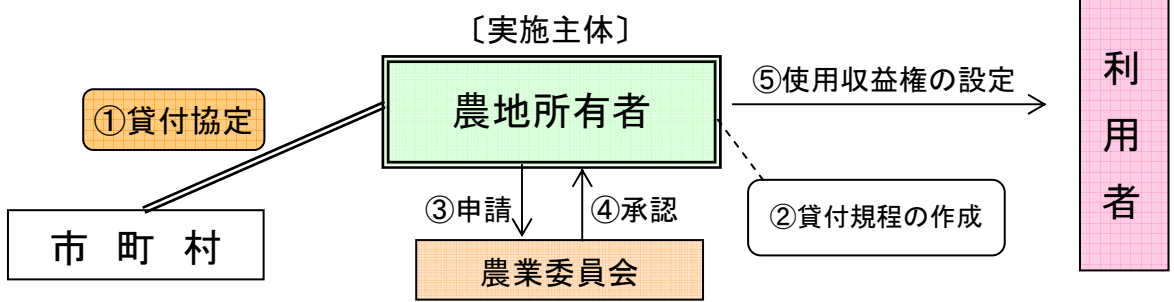 〔実施主体〕
農地所有者
①貸付協定
⑤使用収益権の設定
利用者
③申請
④承認
②貸付規程の作成
市町村
農業委員会